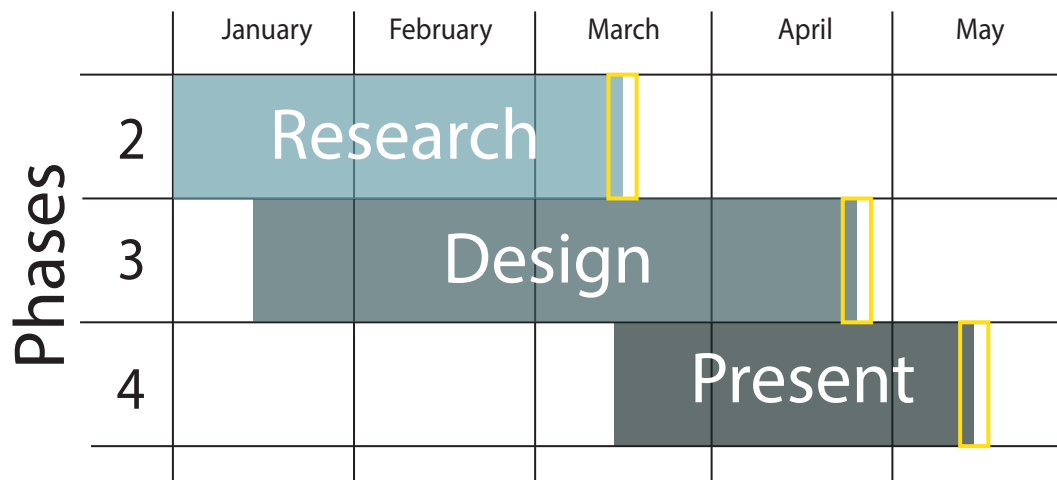 January February March April May
Phases
2 Research
3 Design
4 Present